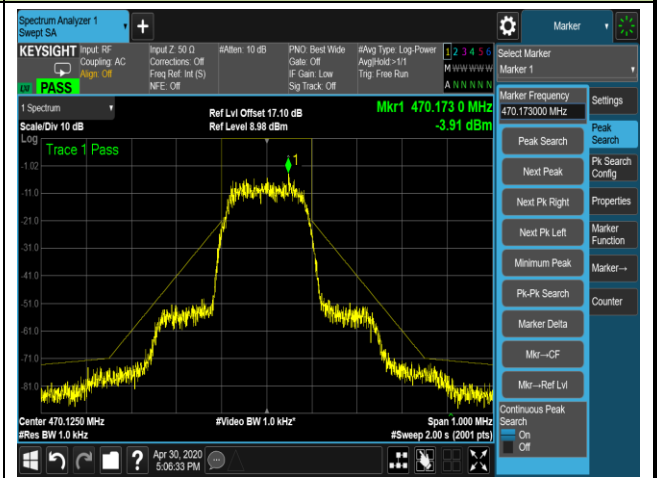 Spectrum Analyzer 1
Swept SA
+
Marker
KEYSIGHT
Input: RF
Coupling: AC
Align: Off
Input Z: 50 Ω
Corrections: Off
Freq Ref: Int (S)
NFE: Off
#Atten: 10 dB
PNO: Best Wide
Gate: Off
IF Gain: Low
Sig Track: Off
#Avg Type: Log-Power
Avg|Hold:>1/1
Trig: Free Run
1 2 3 4 5 6
M W W W W W
A N N N N N
PASS
Select Marker
Marker 1
1 Spectrum
Scale/Div 10 dB
Ref Lvl Offset 17.10 dB
Ref Level 8.98 dBm
Mkr1 470.173 0 MHz
-3.91 dBm
Log
Trace 1 Pass
1
-1.02
-11.0
-21.0
-31.0
-41.0
-51.0
-61.0
-71.0
-81.0
Center 470.1250 MHz
#Res BW 1.0 kHz
#Video BW 1.0 kHz*
Span 1.000 MHz
#Sweep 2.00 s (2001 pts)
Marker Frequency
470.173000 MHz
Peak Search
Next Peak
Next Pk Right
Next Pk Left
Minimum Peak
Pk-Pk Search
Marker Delta
Mkr→CF
Mkr→Ref Lvl
Continuous Peak
Search
On
Off
Settings
Peak
Search
Pk Search
Config
Properties
Marker
Function
Marker→
Counter
?
Apr 30, 2020
5:06:33 PM